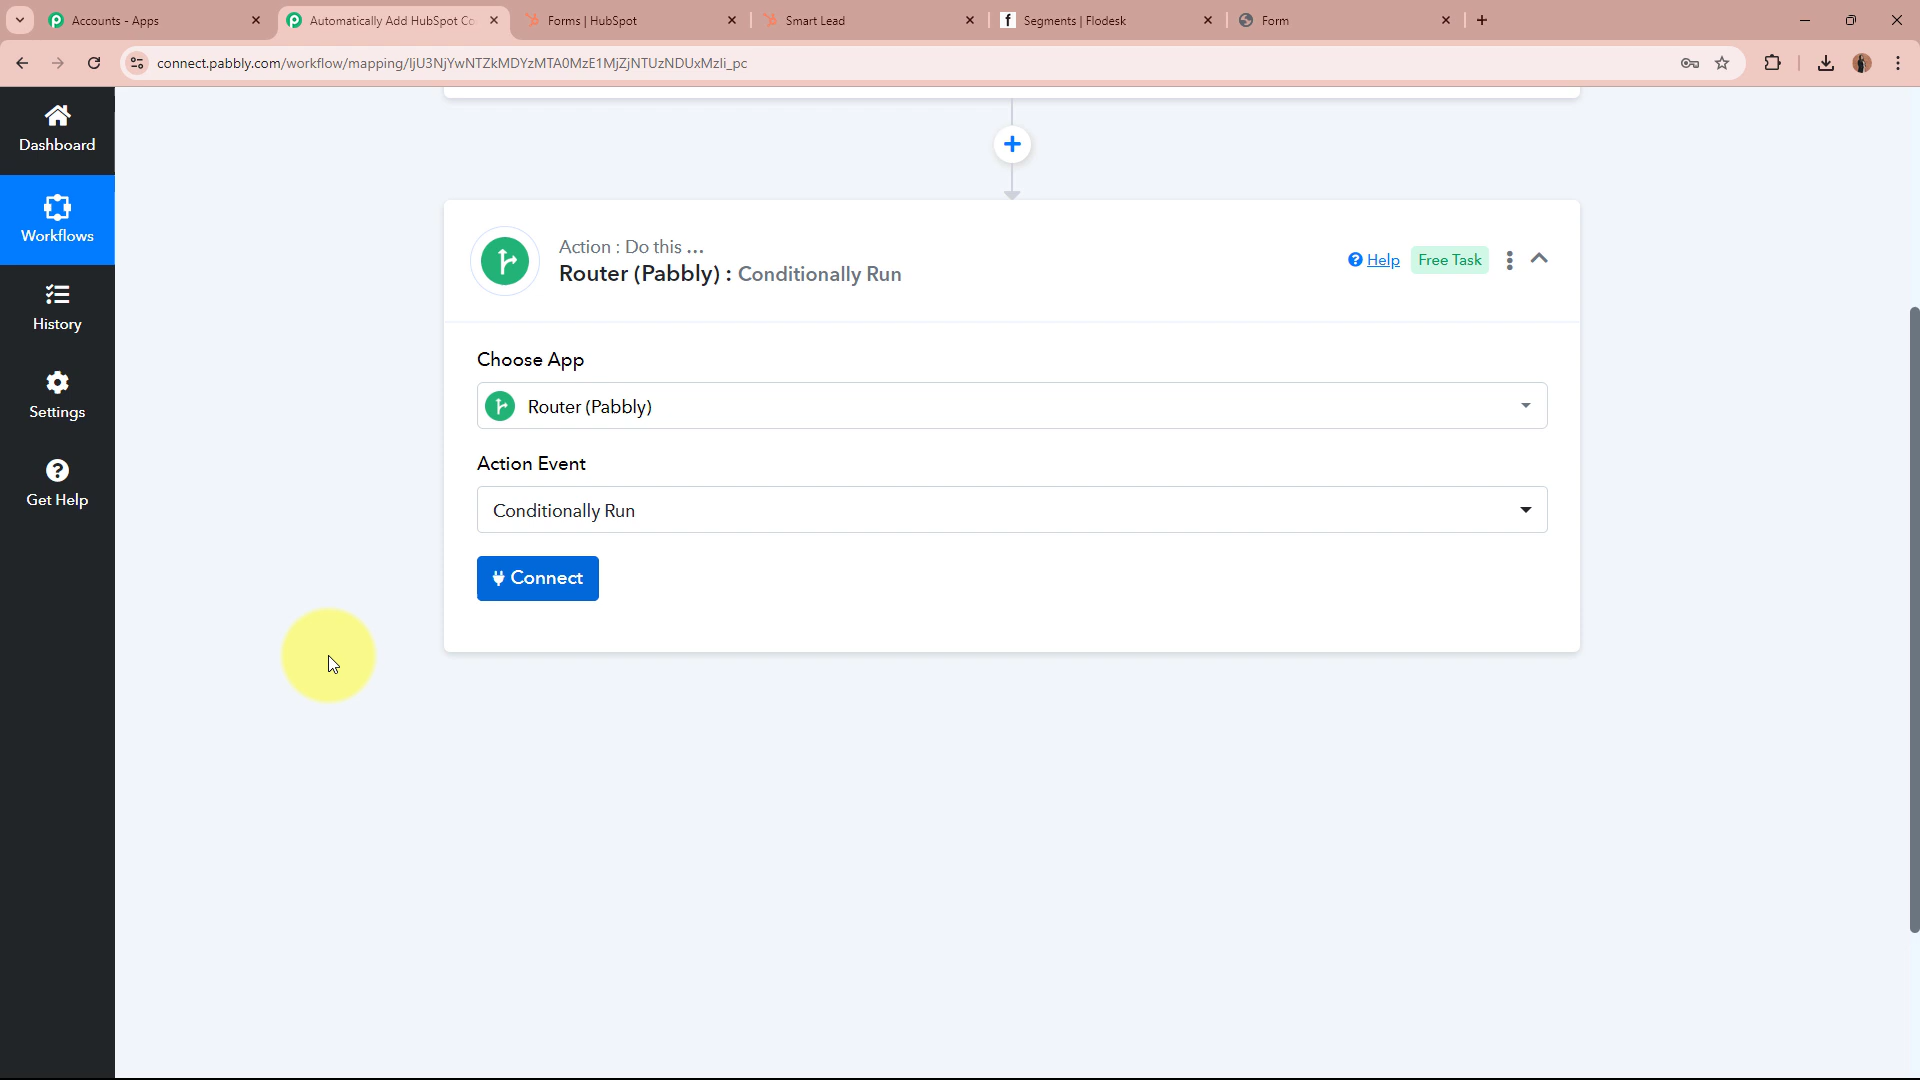 Accounts - Apps
Automatically Add HubSpot Co
Forms | HubSpot
Smart Lead
f
Segments | Flodesk
Form
connect.pabbly.com/workflow/mapping/IjU3NjYwNTZkMDYzMTA0MzE1MjZjNTUzNDUxMzIi_pc
Dashboard
Workflows
History
Settings
Get Help
Action : Do this ...
Router (Pabbly) : Conditionally Run
Help
Free Task
Choose App
Router (Pabbly)
Action Event
Conditionally Run
Connect